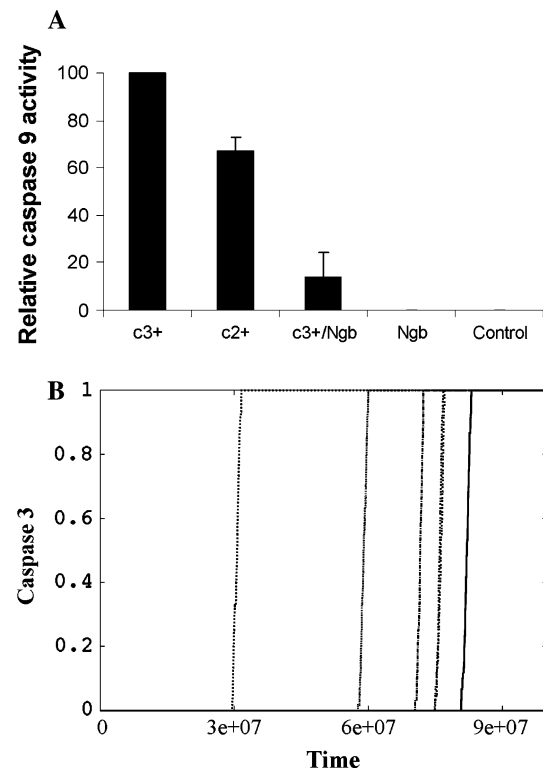 A
Relative caspase 9 activity
100
80
60
40
20
0
c3+
c2+
c3+/Ngb
Ngb
Control
B
Caspase 3
1
0.8
0.6
0.4
0.2
0
0
3e+07
6e+07
9e+07
Time